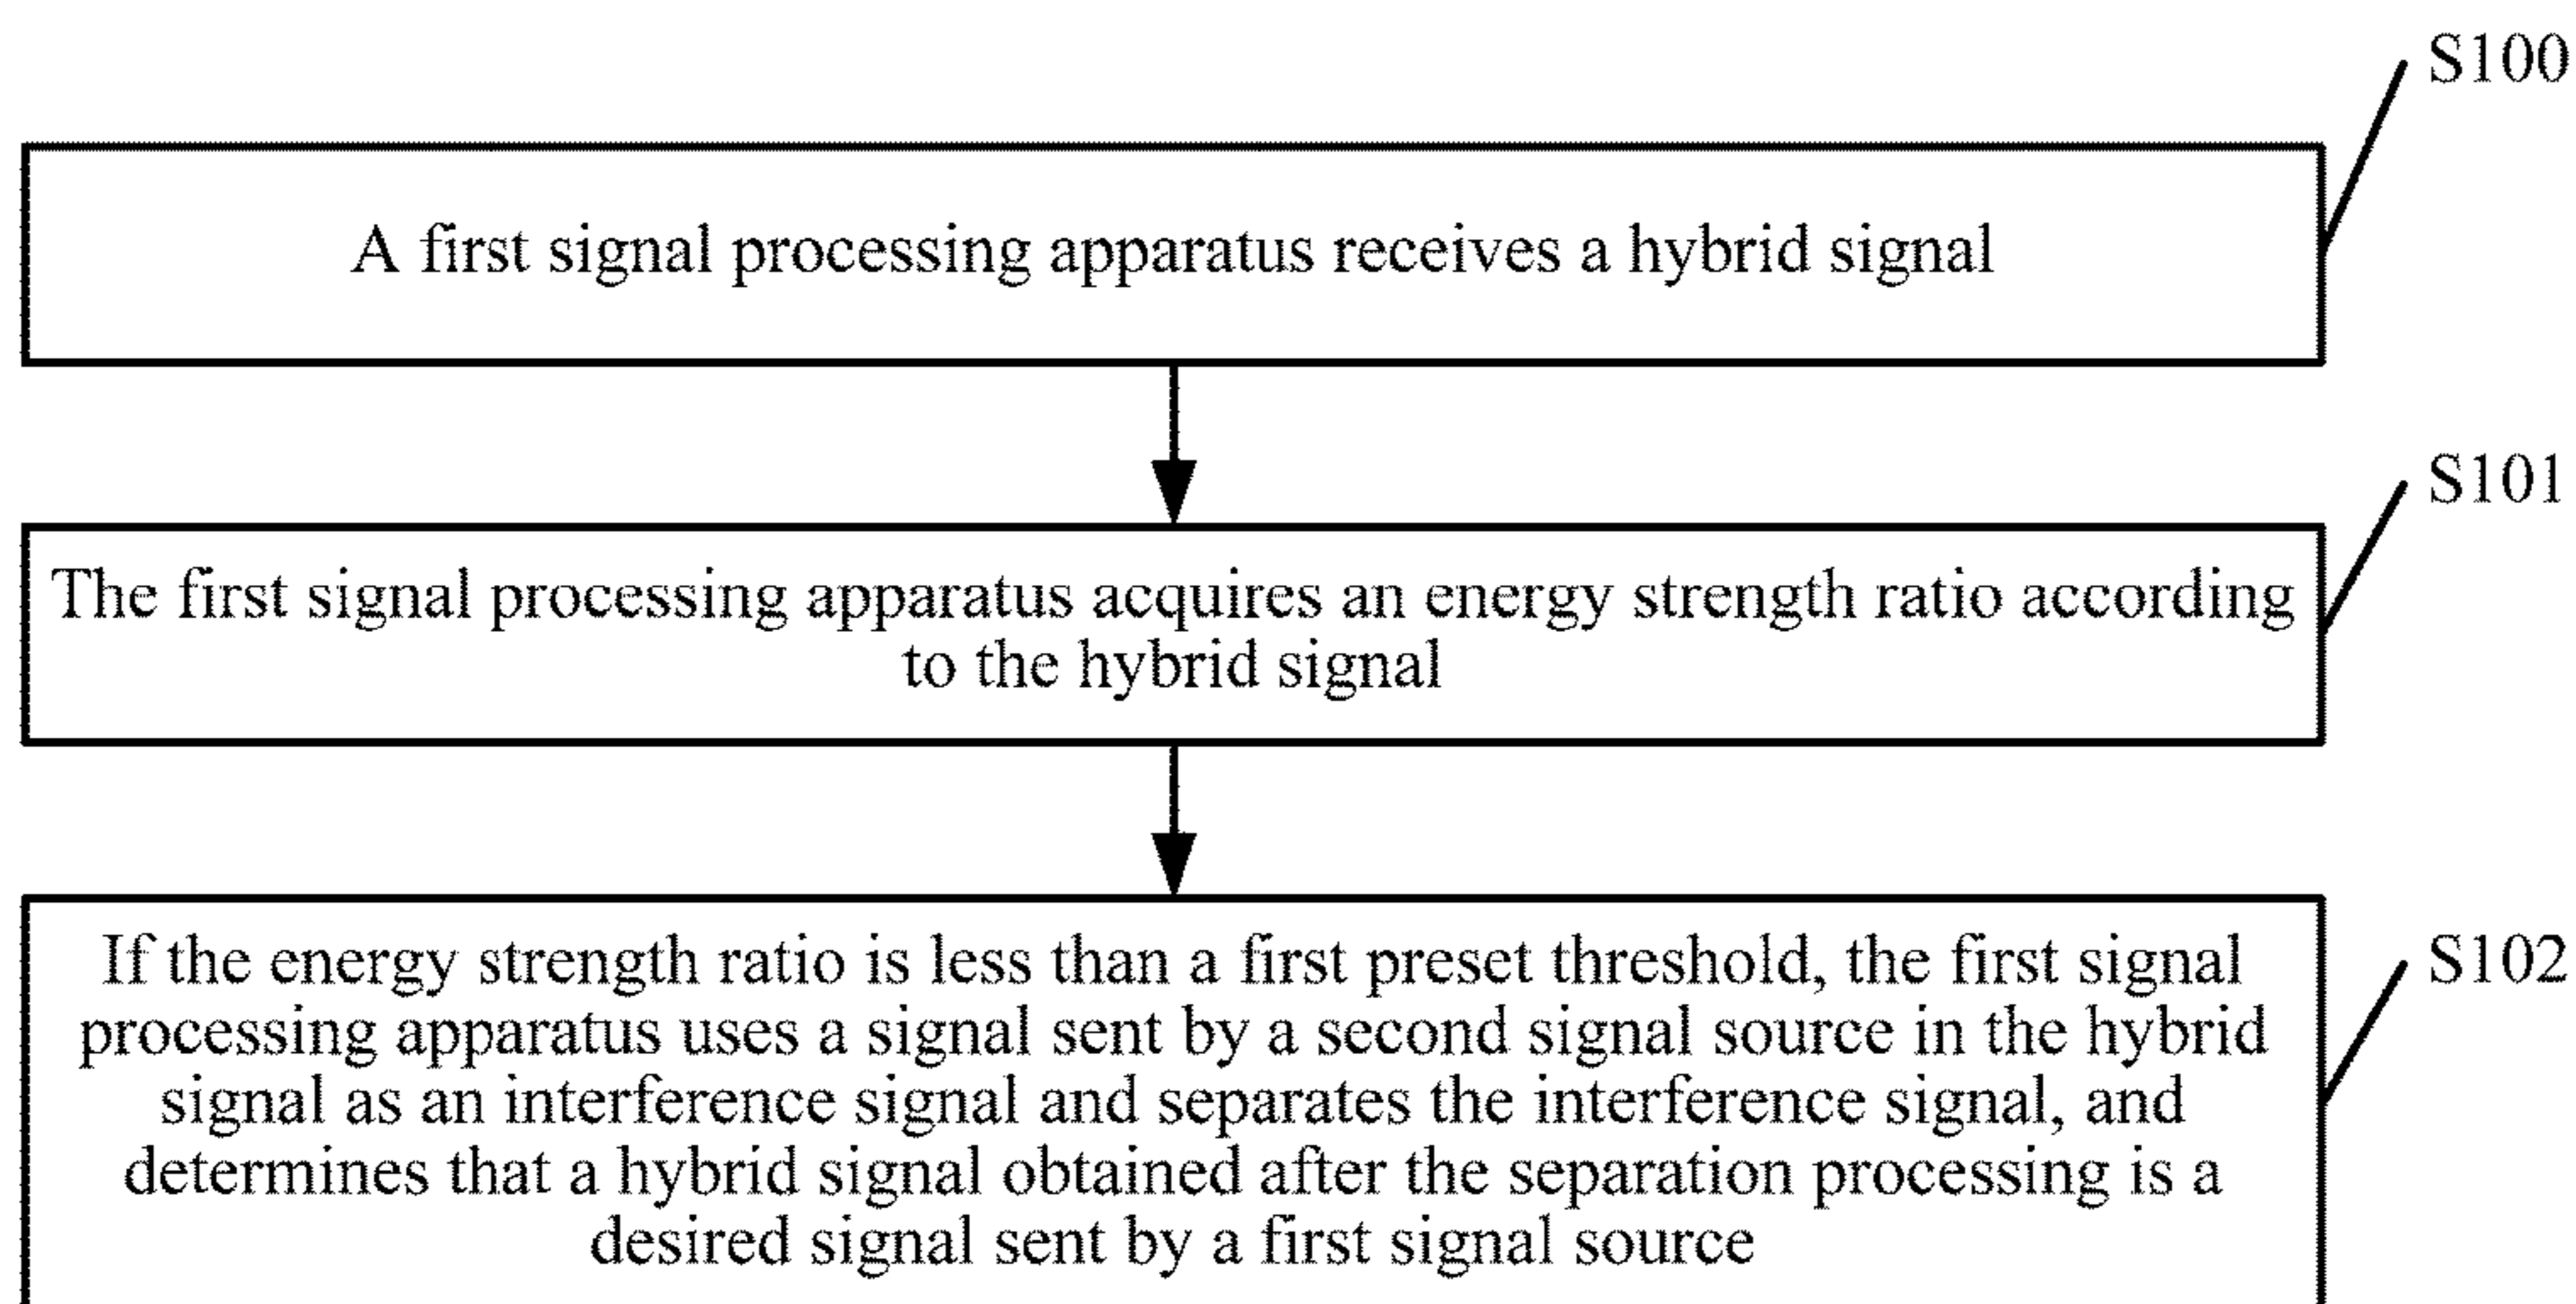 S100
A first signal processing apparatus receives a hybrid signal
S101
The first signal processing apparatus acquires an energy strength ratio according
to the hybrid signal
S102
If the energy strength ratio is less than a first preset threshold, the first signal
processing apparatus uses a signal sent by a second signal source in the hybrid
signal as an interference signal and separates the interference signal, and
determines that a hybrid signal obtained after the separation processing is a
desired signal sent by a first signal source